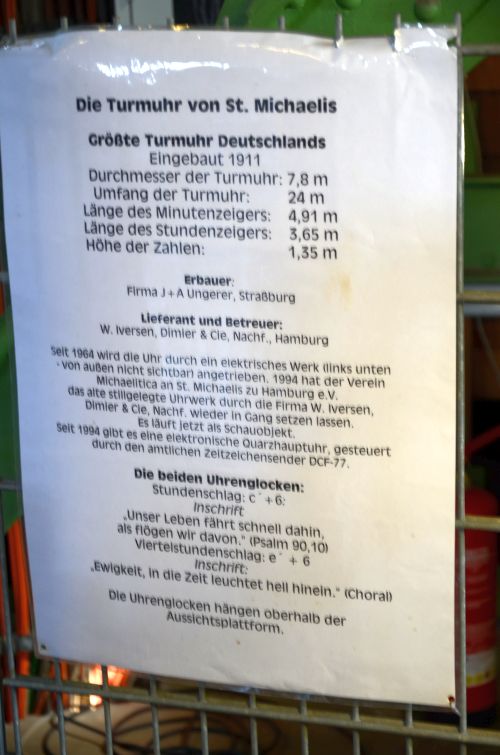 Die Turmuhr von St. Michaelis
Größte Turmuhr Deutschlands
Eingebaut 1911
Durchmesser der Turmuhr: 7,8 m
Umfang der Turmuhr: 24 m
Länge des Minutenzeigers: 4,91 m
Länge des Stundenzeigers: 3,65 m
Höhe der Zahlen: 1,35 m
Erbauer:
Firma J+A Ungerer, Straßburg
Lieferant und Betreuer:
W. Iversen, Dimier & Cie, Nachf., Hamburg
Seit 1964 wird die Uhr durch ein elektrisches Werk (links unten
- von außen nicht sichtbar) angetrieben. 1994 hat der Verein
Michaelitica an St. Michaelis zu Hamburg e.V.
das alte stillgelegte Uhrwerk durch die Firma W. Iversen,
Dimier & Cie, Nachf. wieder in Gang setzen lassen.
Es läuft jetzt als Schauobjekt.
Seit 1994 gibt es eine elektronische Quarzhauptuhr, gesteuert
durch den amtlichen Zeitzeichensender DCF-77.
Die beiden Uhrenglocken:
Stundenschlag: c´+6:
Inschrift
„Unser Leben fährt schnell dahin,
als flögen wir davon.“ (Psalm 90,10)
Viertelstundenschlag: e´ + 6
Inschrift:
„Ewigkeit, in die Zeit leuchtet hell hinein.“ (Choral)
Die Uhrenglocken hängen oberhalb der
Aussichtsplattform.